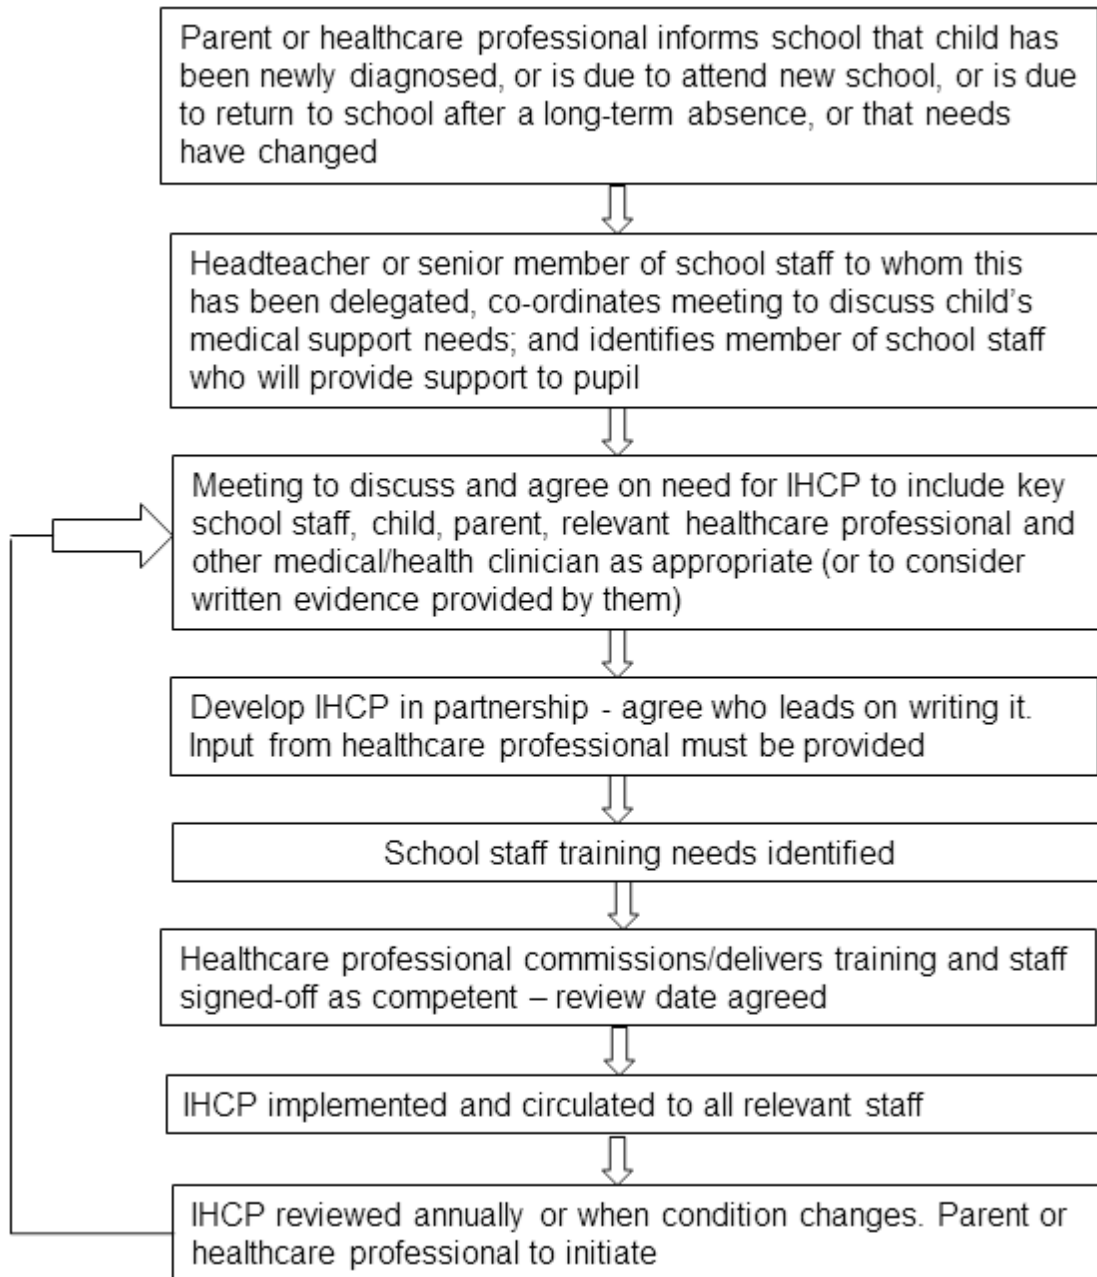 Parent or healthcare professional informs school that child has
been newly diagnosed, or is due to attend new school, or is due
to return to school after a long-term absence, or that needs
have changed
Headteacher or senior member of school staff to whom this
has been delegated, co-ordinates meeting to discuss child’s
medical support needs; and identifies member of school staff
who will provide support to pupil
Meeting to discuss and agree on need for IHCP to include key
school staff, child, parent, relevant healthcare professional and
other medical/health clinician as appropriate (or to consider
written evidence provided by them)
Develop IHCP in partnership - agree who leads on writing it.
Input from healthcare professional must be provided
School staff training needs identified
Healthcare professional commissions/delivers training and staff
signed-off as competent – review date agreed
IHCP implemented and circulated to all relevant staff
IHCP reviewed annually or when condition changes. Parent or
healthcare professional to initiate